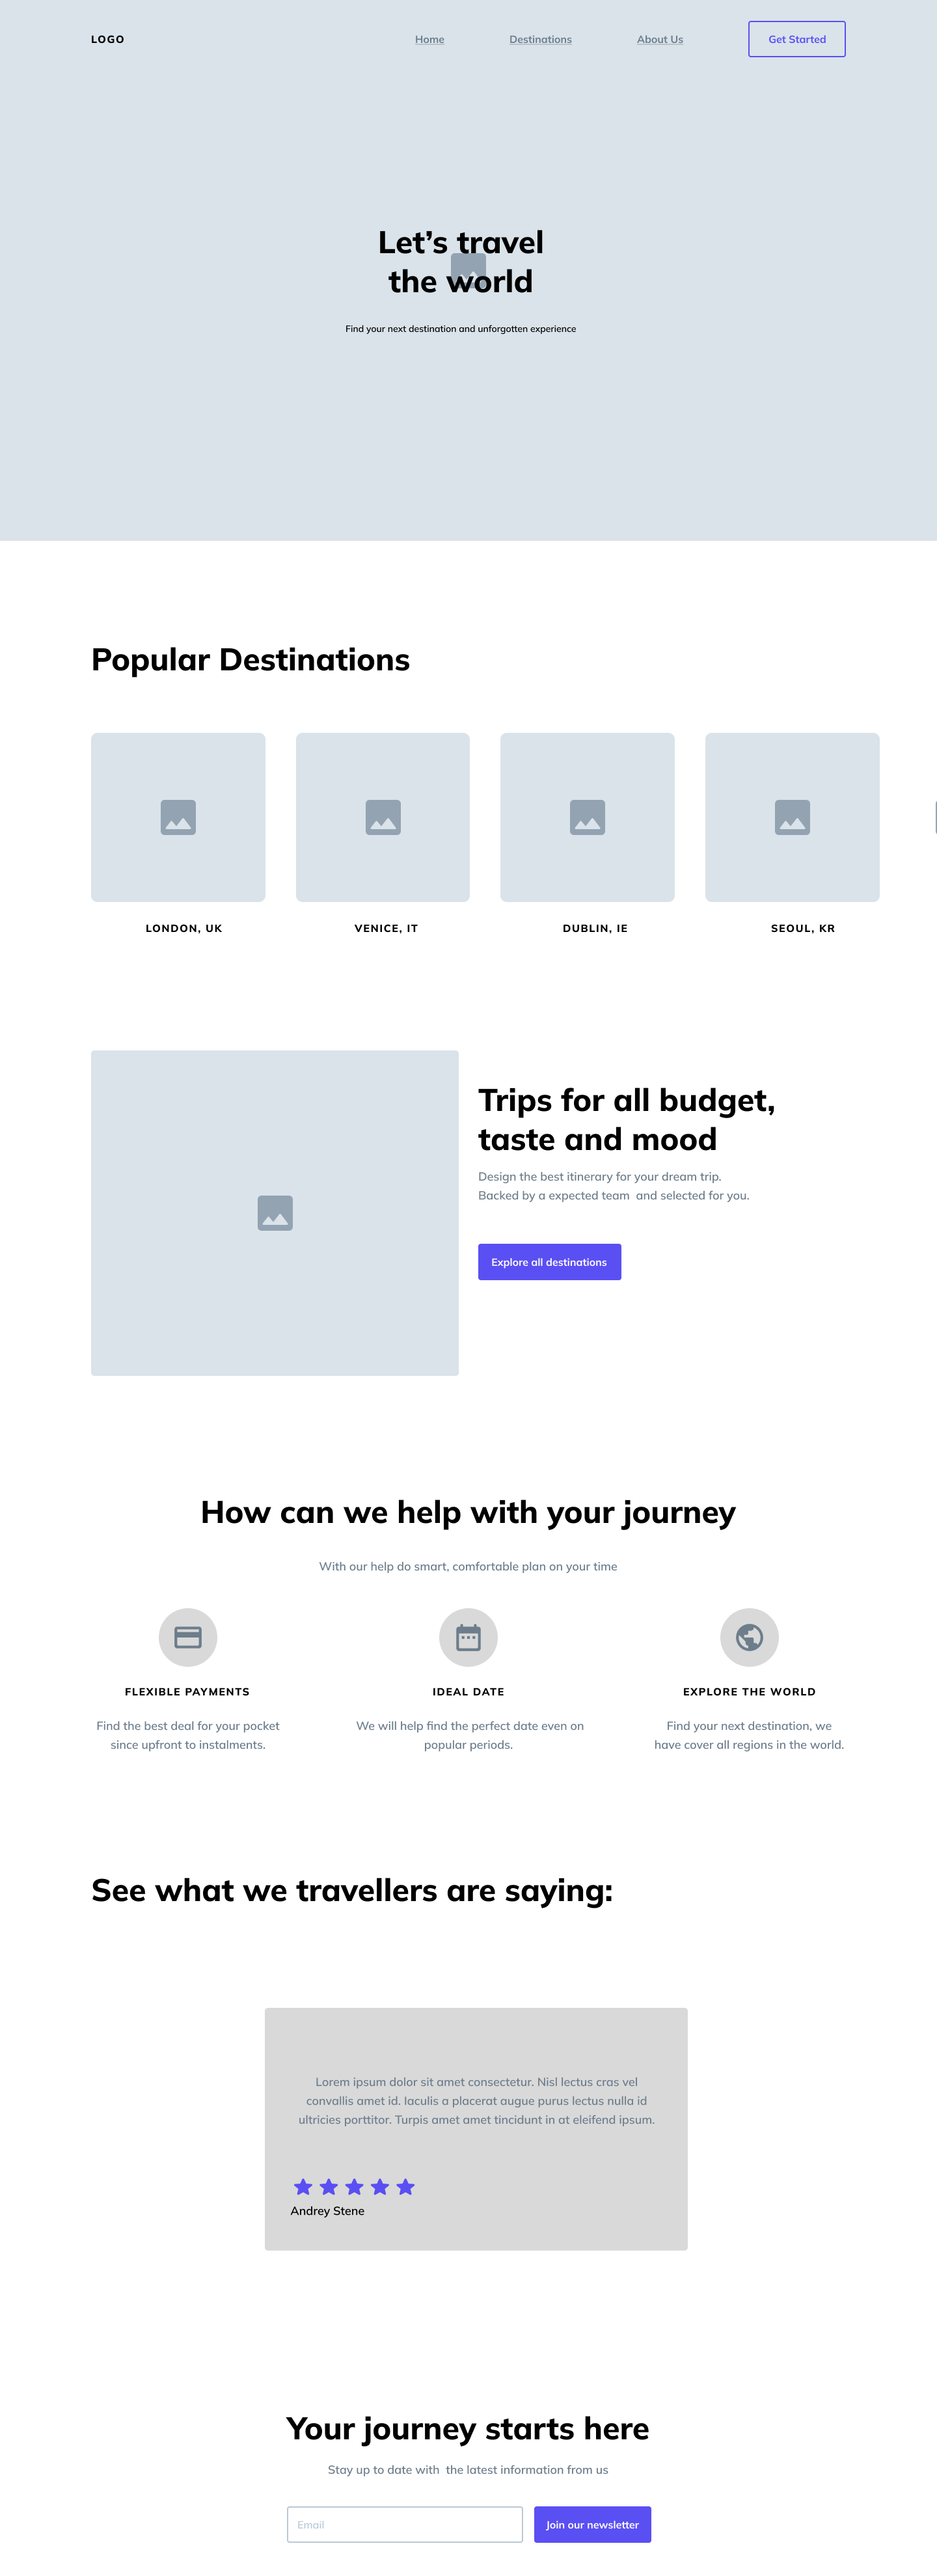 LOGO
Home
Destinations
About Us
Get Started
Let’s travel
the world
Find your next destination and unforgotten experience
Popular Destinations
LONDON, UK
VENICE, IT
DUBLIN, IE
SEOUL, KR
Trips for all budget,
taste and mood
Design the best itinerary for your dream trip.
Backed by a expected team  and selected for you.
Explore all destinations
How can we help with your journey
With our help do smart, comfortable plan on your time
FLEXIBLE PAYMENTS
Find the best deal for your pocket
since upfront to instalments.
IDEAL DATE
We will help find the perfect date even on
popular periods.
EXPLORE THE WORLD
Find your next destination, we
have cover all regions in the world.
See what we travellers are saying:
Lorem ipsum dolor sit amet consectetur. Nisl lectus cras vel
convallis amet id. Iaculis a placerat augue purus lectus nulla id
ultricies porttitor. Turpis amet amet tincidunt in at eleifend ipsum.
Andrey Stene
Your journey starts here
Stay up to date with  the latest information from us
Email
Join our newsletter